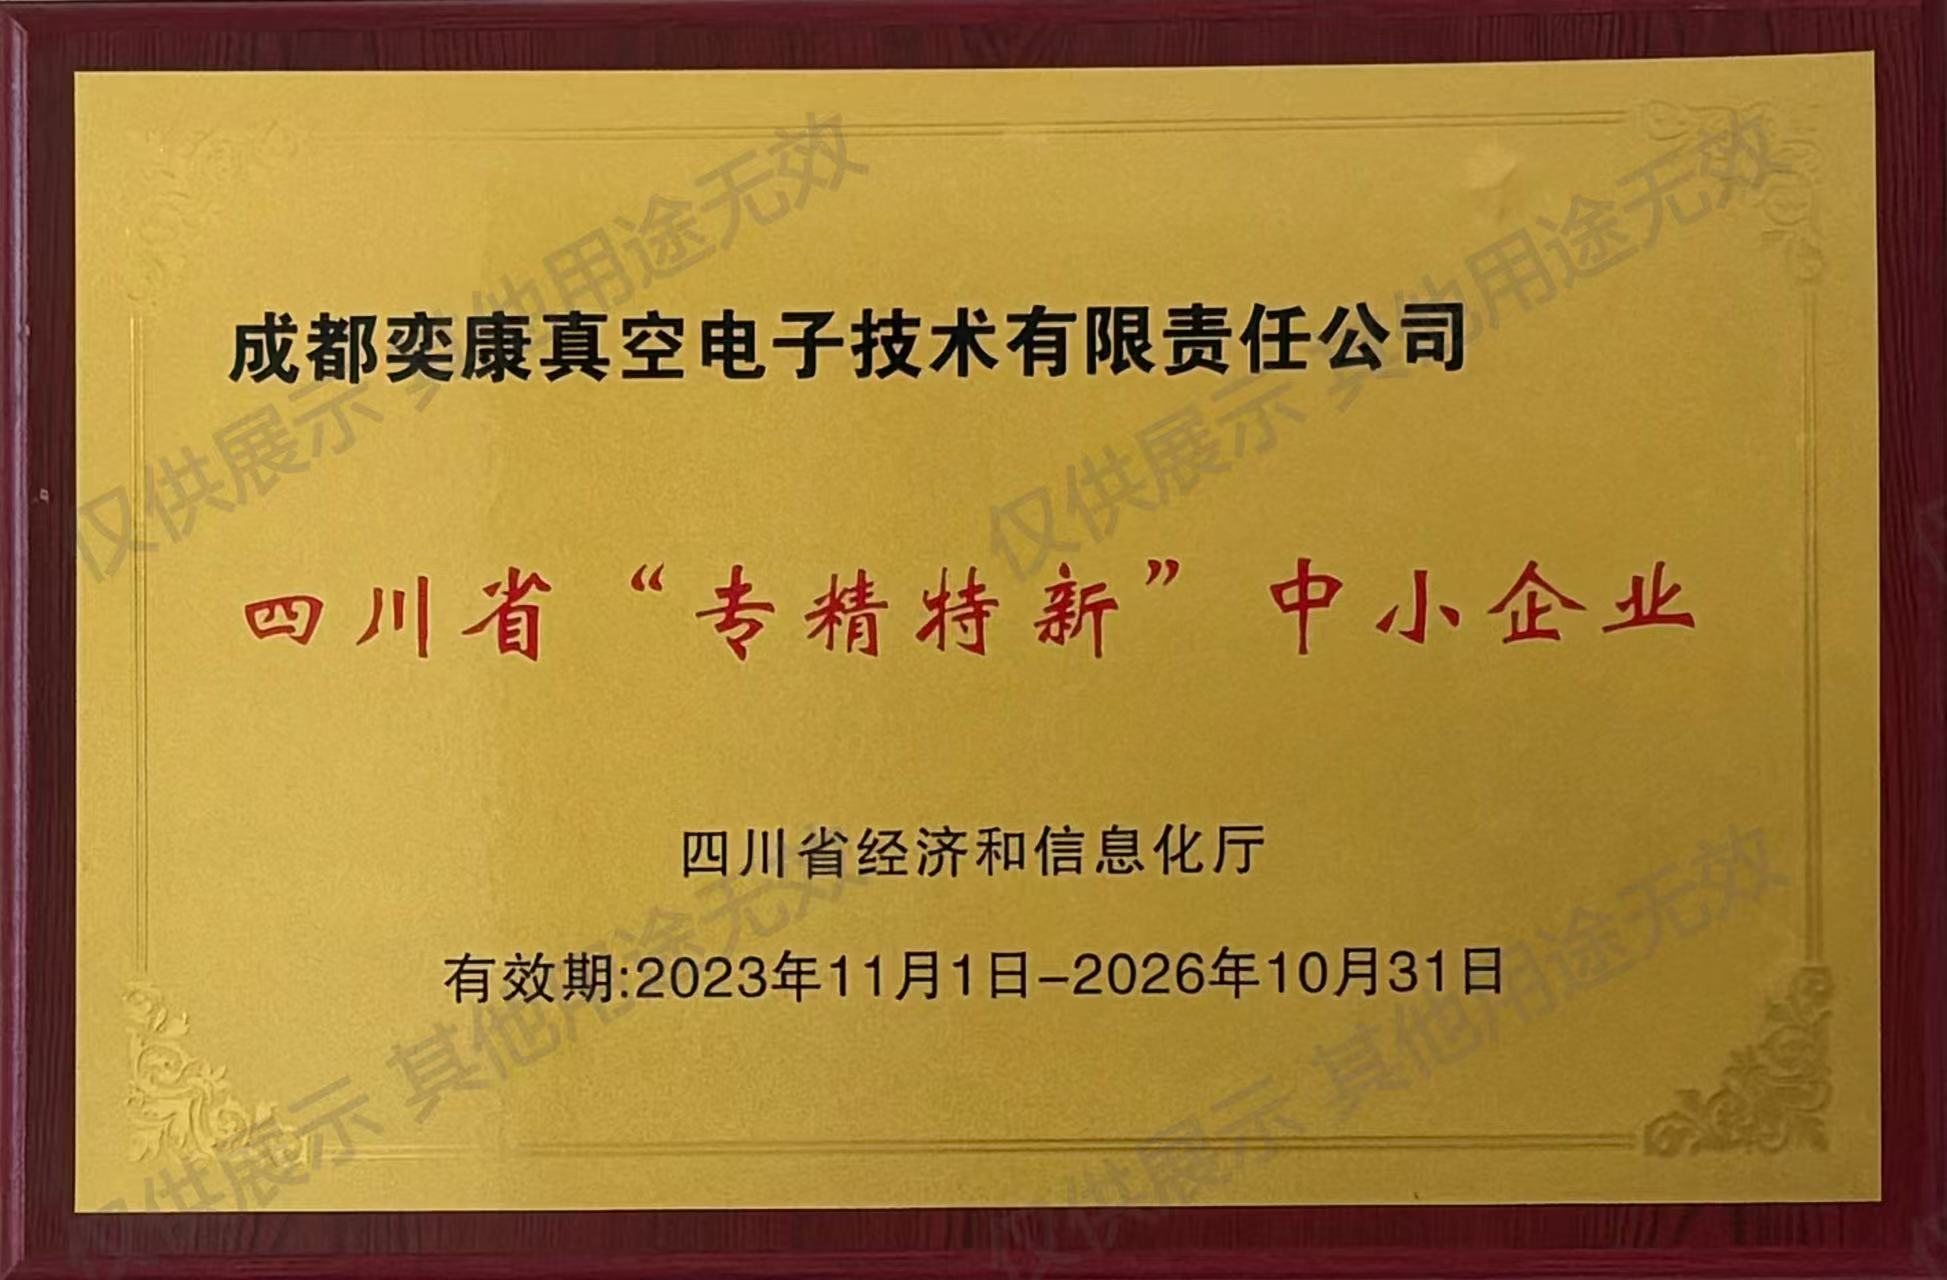 成都奕康真空电子技术有限责任公司
四川省“专精特新”中小企业
四川省经济和信息化厅
有效期:2023年11月1日-2026年10月31日
仅供展示 其他用途无效
仅供展示 其他用途无效
仅供展示 其他用途无效
仅供展示 其他用途无效